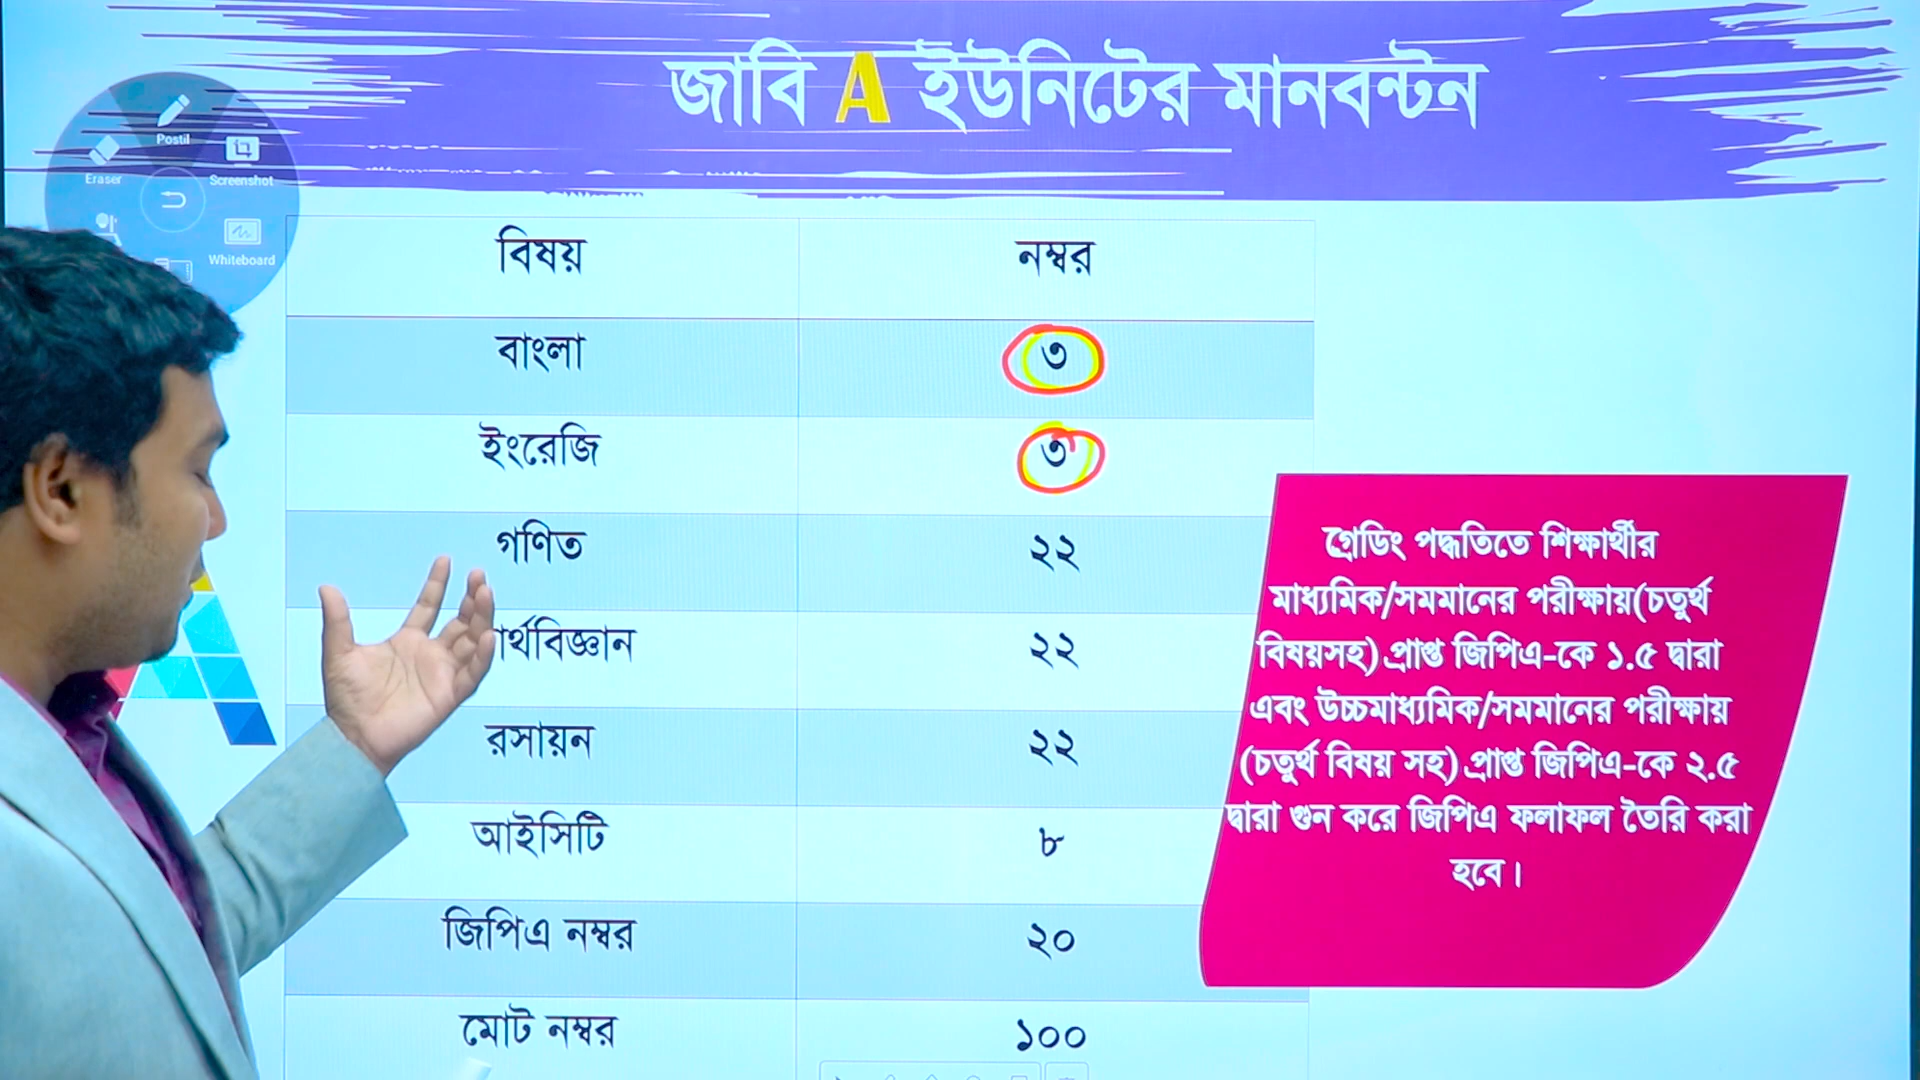 জাবি A ইউনিটের মানবন্টন
Postil
Eraser
Screenshot
Whiteboard
বিষয় নম্বর
বাংলা ৩
ইংরেজি ৩
গণিত ২২
ার্থবিজ্ঞান ২২
রসায়ন ২২
আইসিটি ৮
জিপিএ নম্বর ২০
মোট নম্বর ১০০
গ্রেডিং পদ্ধতিতে শিক্ষার্থীর
মাধ্যমিক/সমমানের পরীক্ষায়(চতুর্থ
বিষয়সহ) প্রাপ্ত জিপিএ-কে ১.৫ দ্বারা
এবং উচ্চমাধ্যমিক/সমমানের পরীক্ষায়
(চতুর্থ বিষয় সহ) প্রাপ্ত জিপিএ-কে ২.৫
দ্বারা গুন করে জিপিএ ফলাফল তৈরি করা
হবে।